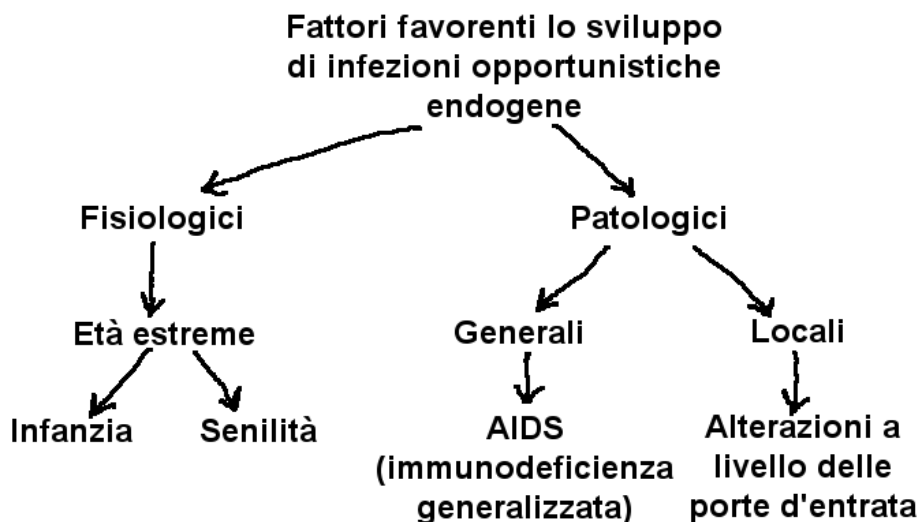 Fattori favorenti lo sviluppo
di infezioni opportunistiche
endogene
Fisiologici
Patologici
Età estreme
Generali
Locali
Infanzia
Senilità
AIDS
(immunodeficienza
generalizzata)
Alterazioni a
livello delle
porte d'entrata